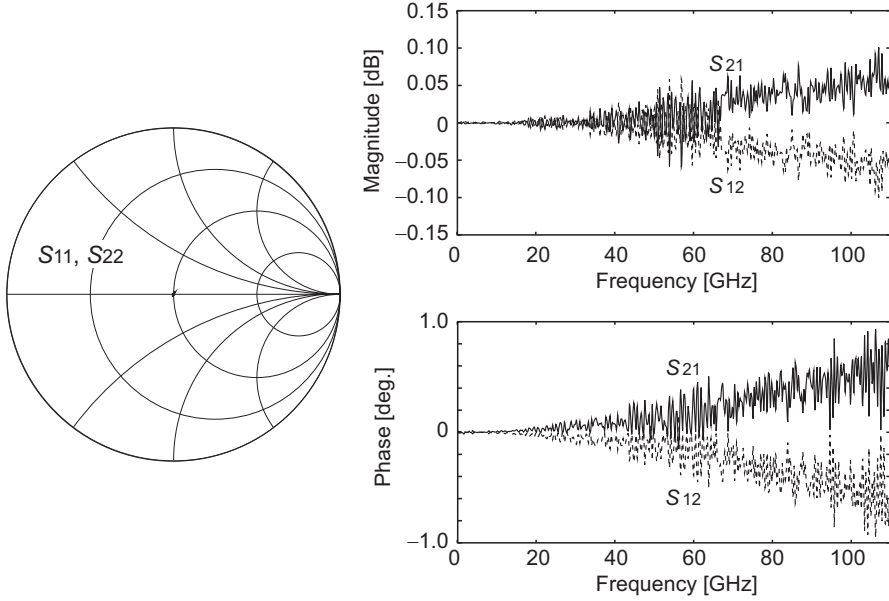 S11, S22
Magnitude [dB]
0.15
0.10
0.05
0
−0.05
−0.10
−0.15
S21
S12
0 20 40 60 80 100
Frequency [GHz]
Phase [deg.]
1.0
0
−1.0
S21
S12
0 20 40 60 80 100
Frequency [GHz]